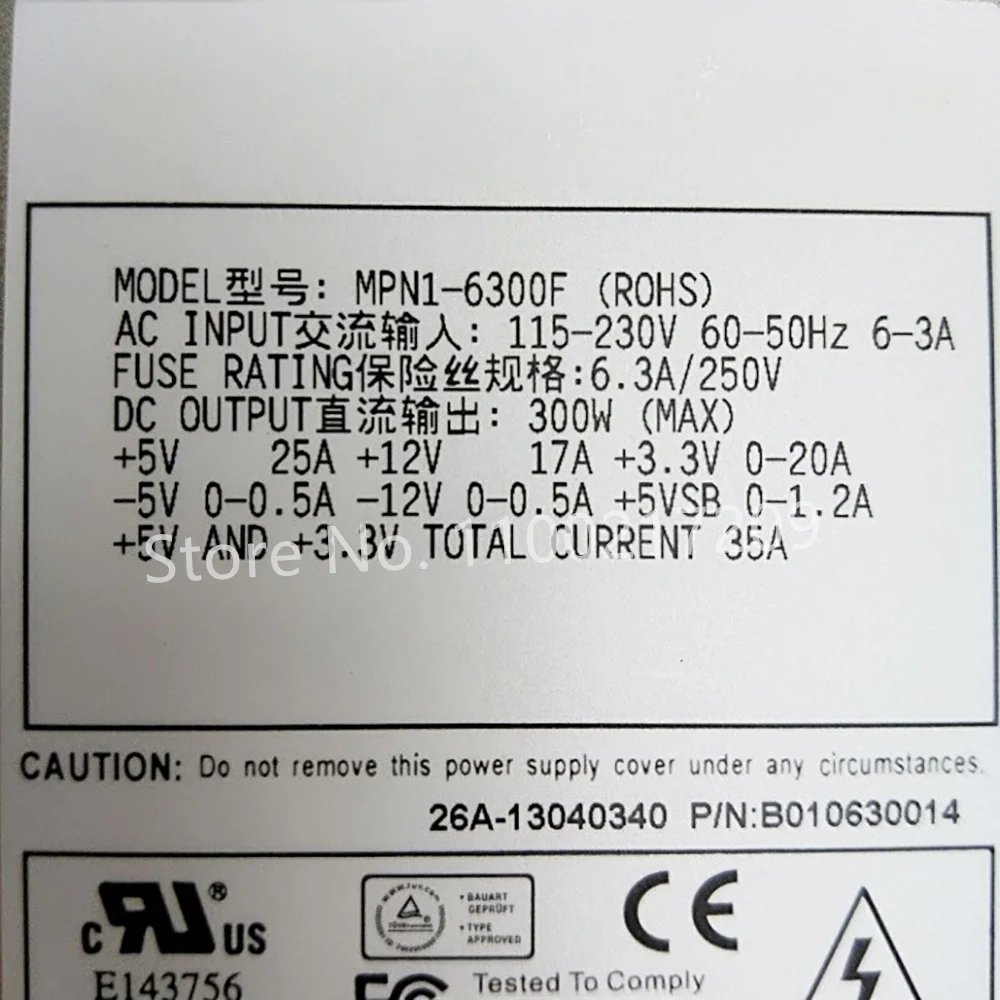 MODEL型号: MPN1-6300F (ROHS)
AC INPUT交流输入: 115-230V 60-50Hz 6-3A
FUSE RATING保险丝规格:6.3A/250V
DC OUTPUT直流输出: 300W (MAX)
+5V 25A +12V 17A +3.3V 0-20A
-5V 0-0.5A -12V 0-0.5A +5VSB 0-1.2A
+5V AND +3.3V TOTAL CURRENT 35A
Store No.
CAUTION: Do not remove this power supply cover under any circumstances.
26A-13040340 P/N:B010630014
C RU® US
E143756
• BAUART
GEPRÜFT
• TYPE
APPROVED
CE
FC Tested To Comply